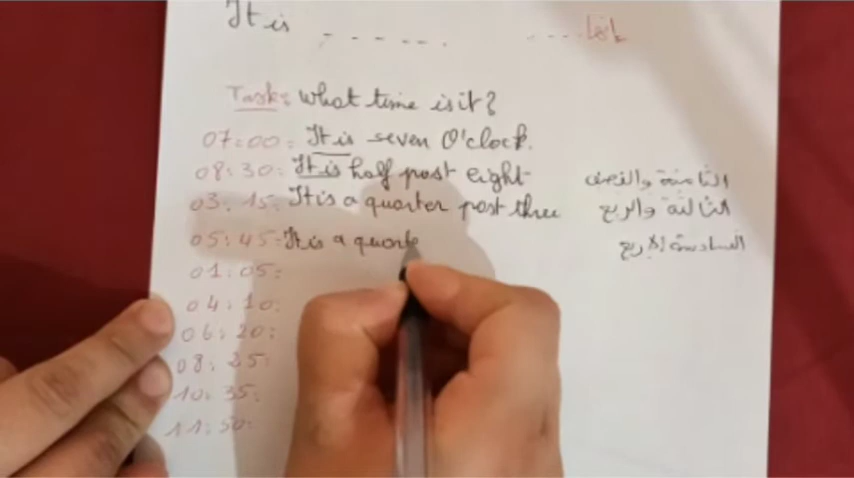 It is ------ ----
Task: what time is it?
07:00: It is seven O'clock.
08:30: It is half past eight الثامنة والنصف
03:15: It is a quarter past three الثالثة والربع
05:45: It is a quarte السادسة إلا ربع
01:05:
04:10:
06:20:
08:25:
10:35:
11:50: